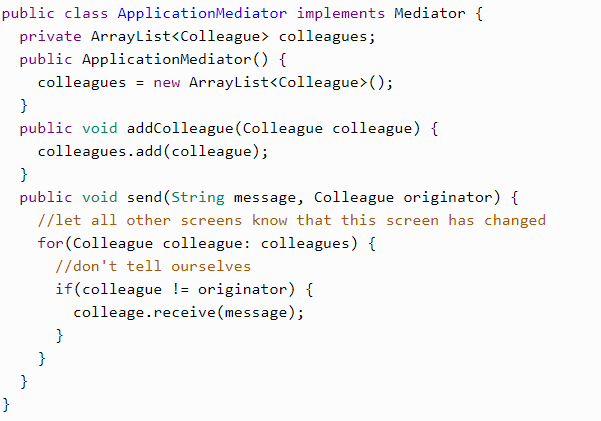 public class ApplicationMediator implements Mediator {
  private ArrayList<Colleague> colleagues;
  public ApplicationMediator() {
    colleagues = new ArrayList<Colleague>();
  }
  public void addColleague(Colleague colleague) {
    colleagues.add(colleague);
  }
  public void send(String message, Colleague originator) {
    //let all other screens know that this screen has changed
    for(Colleague colleague: colleagues) {
      //don't tell ourselves
      if(colleague != originator) {
        colleage.receive(message);
      }
    }
  }
}